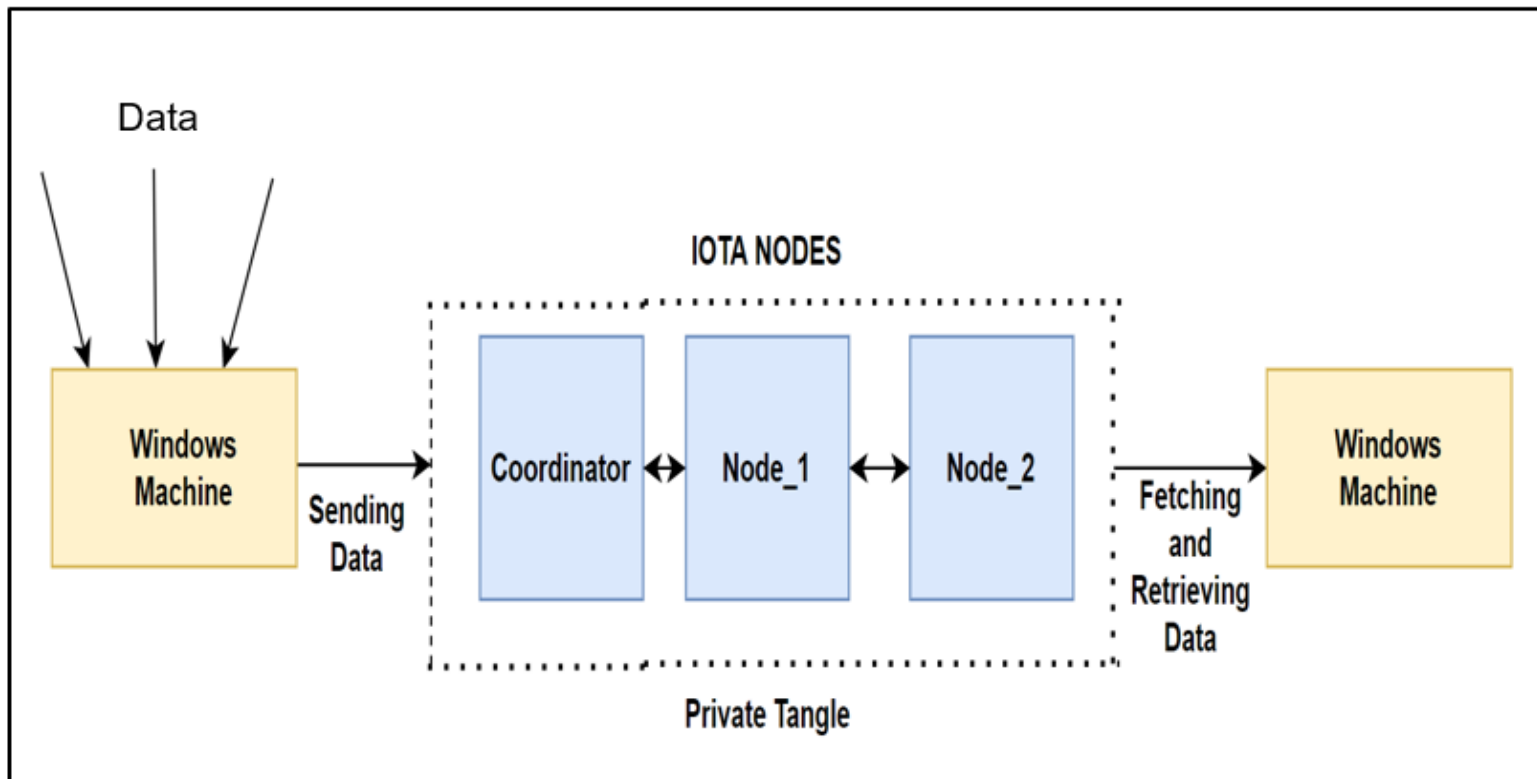 Data
IOTA NODES
Windows
Machine
Sending
Data
Coordinator
Node_1
Node_2
Fetching
and
Retrieving
Data
Windows
Machine
Private Tangle